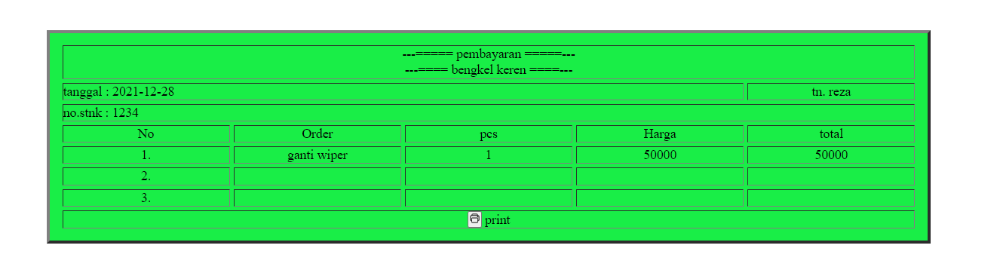 ---===== pembayaran =====---
---==== bengkel keren ====---
tanggal : 2021-12-28 tn. reza
no.stnk : 1234
No Order pcs Harga total
1. ganti wiper 1 50000 50000
2.
3.
print